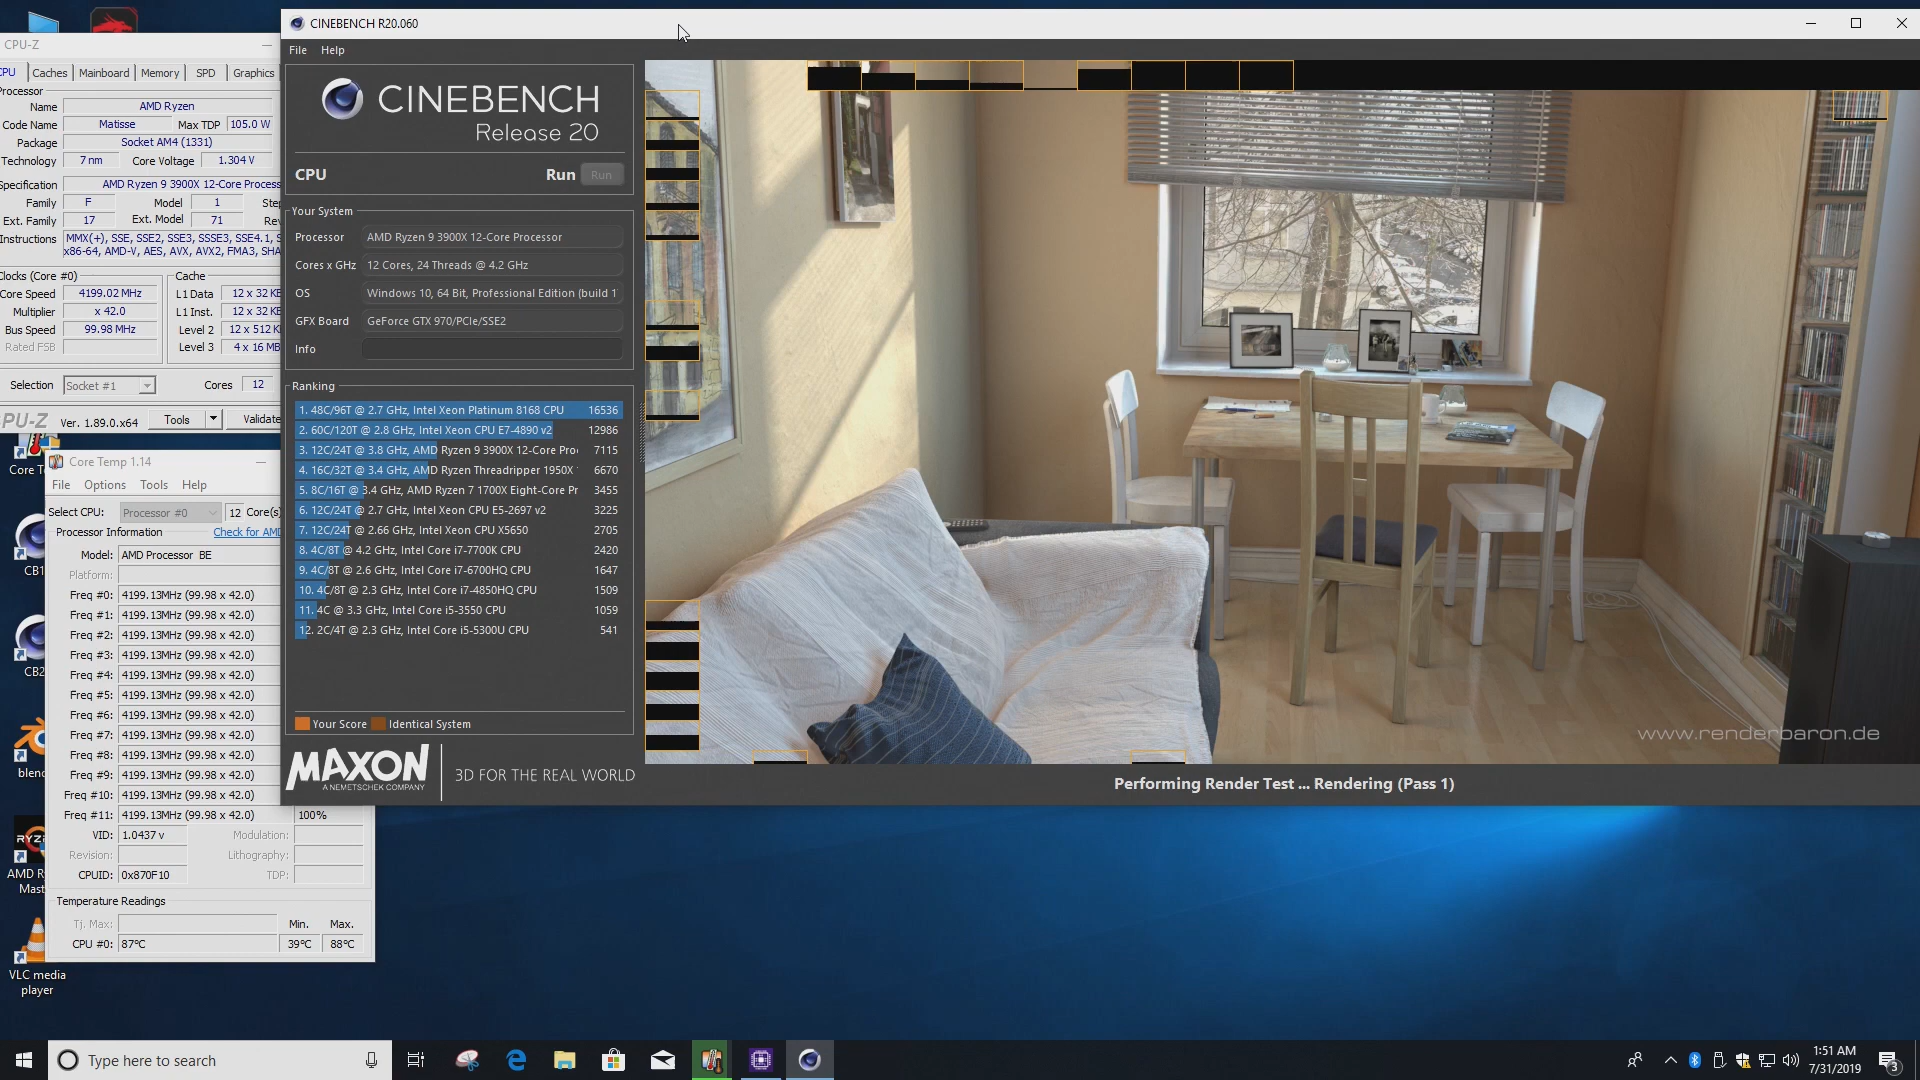 CPU-Z
CPU
Caches
Mainboard
Memory
SPD
Graphics
Processor
Name
AMD Ryzen
Code Name
Matisse
Max TDP
105.0 W
Package
Socket AM4 (1331)
Technology
7 nm
Core Voltage
1.304 V
Specification
AMD Ryzen 9 3900X 12-Core Process
Family
F
Model
1
Step
Ext. Family
17
Ext. Model
71
Rev
Instructions
MMX(+), SSE, SSE2, SSE3, SSSE3, SSE4.1, S
x86-64, AMD-V, AES, AVX, AVX2, FMA3, SHA
Clocks (Core #0)
Cache
Core Speed
4199.02 MHz
L1 Data
12 x 32 KB
Multiplier
x 42.0
L1 Inst.
12 x 32 KB
Bus Speed
99.98 MHz
Level 2
12 x 512 K
Rated FSB
Level 3
4 x 16 MB
Selection
Socket #1
Cores
12
PU-Z
Ver. 1.89.0.x64
Tools
Validate
Core T
Core Temp 1.14
File Options Tools Help
Select CPU:
Processor #0
12
Core(s)
Processor Information
Check for AMD
Model:
AMD Processor BE
Platform:
Freq #0:
4199.13MHz (99.98 x 42.0)
Freq #1:
4199.13MHz (99.98 x 42.0)
Freq #2:
4199.13MHz (99.98 x 42.0)
Freq #3:
4199.13MHz (99.98 x 42.0)
Freq #4:
4199.13MHz (99.98 x 42.0)
Freq #5:
4199.13MHz (99.98 x 42.0)
Freq #6:
4199.13MHz (99.98 x 42.0)
Freq #7:
4199.13MHz (99.98 x 42.0)
Freq #8:
4199.13MHz (99.98 x 42.0)
Freq #9:
4199.13MHz (99.98 x 42.0)
Freq #10:
4199.13MHz (99.98 x 42.0)
Freq #11:
4199.13MHz (99.98 x 42.0)
100%
VID:
1.0437 v
Modulation:
Revision:
Lithography:
CPUID:
0x870F10
TDP:
Temperature Readings
Tj. Max:
Min.
Max.
CPU #0:
87°C
39°C
88°C
CB1
CB2
blen
RYZE
AMD R
Mast
VLC media
player
CINEBENCH R20.060
File Help
CINEBENCH
Release 20
CPU
Run
Run
Your System
Processor
AMD Ryzen 9 3900X 12-Core Processor
Cores x GHz
12 Cores, 24 Threads @ 4.2 GHz
OS
Windows 10, 64 Bit, Professional Edition (build 1
GFX Board
GeForce GTX 970/PCIe/SSE2
Info
Ranking
1. 48C/96T @ 2.7 GHz, Intel Xeon Platinum 8168 CPU 16536
2. 60C/120T @ 2.8 GHz, Intel Xeon CPU E7-4890 v2 12986
3. 12C/24T @ 3.8 GHz, AMD Ryzen 9 3900X 12-Core Pro 7115
4. 16C/32T @ 3.4 GHz, AMD Ryzen Threadripper 1950X 6670
5. 8C/16T @ 3.4 GHz, AMD Ryzen 7 1700X Eight-Core Pr 3455
6. 12C/24T @ 2.7 GHz, Intel Xeon CPU E5-2697 v2 3225
7. 12C/24T @ 2.66 GHz, Intel Xeon CPU X5650 2705
8. 4C/8T @ 4.2 GHz, Intel Core i7-7700K CPU 2420
9. 4C/8T @ 2.6 GHz, Intel Core i7-6700HQ CPU 1647
10. 4C/8T @ 2.3 GHz, Intel Core i7-4850HQ CPU 1509
11. 4C @ 3.3 GHz, Intel Core i5-3550 CPU 1059
12. 2C/4T @ 2.3 GHz, Intel Core i5-5300U CPU 541
Your Score
Identical System
MAXON
A NEMETSCHEK COMPANY
3D FOR THE REAL WORLD
www.renderbaron.de
Performing Render Test ... Rendering (Pass 1)
Type here to search
1:51 AM
7/31/2019
3